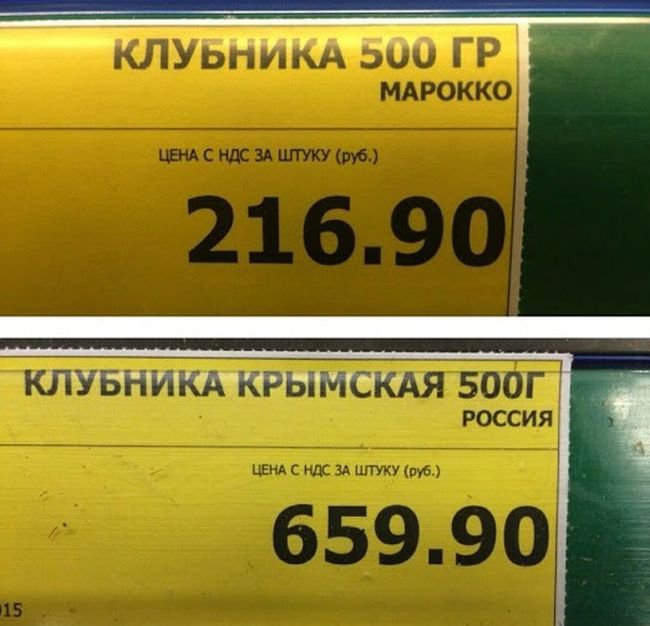 КЛУБНИКА 500 ГР
МАРОККО
ЦЕНА С НДС ЗА ШТУКУ (руб.)
216.90
КЛУБНИКА КРЫМСКАЯ 500Г
РОССИЯ
ЦЕНА С НДС ЗА ШТУКУ (руб.)
659.90
15